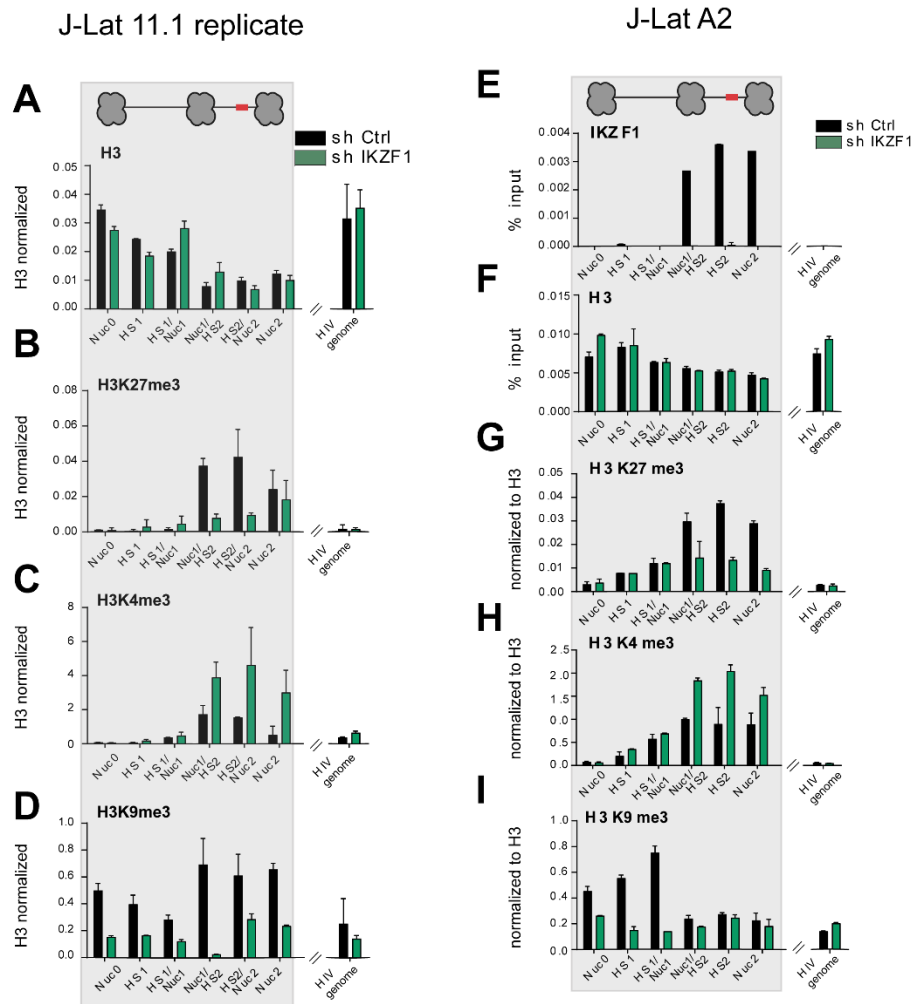 J-Lat 11.1 replicate
A
sh Ctrl
sh IKZF1
H3
H3 normalized
0.05
0.04
0.03
0.02
0.01
0.00
Nuc0
HS1
HS1/
Nuc1
Nuc1/
HS2
HS2/
Nuc2
Nuc2
//
HIV
genome
B
H3K27me3
H3 normalized
0.08
0.06
0.04
0.02
0.00
Nuc0
HS1
HS1/
Nuc1
Nuc1/
HS2
HS2/
Nuc2
Nuc2
//
HIV
genome
C
H3K4me3
H3 normalized
8
6
4
2
0
Nuc0
HS1
HS1/
Nuc1
Nuc1/
HS2
HS2/
Nuc2
Nuc2
//
HIV
genome
D
H3K9me3
H3 normalized
1.0
0.8
0.6
0.4
0.2
0.0
Nuc0
HS1
HS1/
Nuc1
Nuc1/
HS2
HS2/
Nuc2
Nuc2
//
HIV
genome
J-Lat A2
E
sh Ctrl
sh IKZF1
IKZF1
% input
0.004
0.003
0.002
0.001
0.000
Nuc0
HS1
HS1/
Nuc1
Nuc1/
HS2
HS2
Nuc2
//
HIV
genome
F
H3
% input
0.015
0.010
0.005
0.000
Nuc0
HS1
HS1/
Nuc1
Nuc1/
HS2
HS2
Nuc2
//
HIV
genome
G
H3K27me3
normalized to H3
0.05
0.04
0.03
0.02
0.01
0.00
Nuc0
HS1
HS1/
Nuc1
Nuc1/
HS2
HS2
Nuc2
//
HIV
genome
H
H3K4me3
normalized to H3
2.5
2.0
1.5
0.0
0.5
0.0
Nuc0
HS1
HS1/
Nuc1
Nuc1/
HS2
HS2
Nuc2
//
HIV
genome
I
H3K9me3
normalized to H3
1.0
0.8
0.6
0.4
0.2
0.0
Nuc0
HS1
HS1/
Nuc1
Nuc1/
HS2
HS2
Nuc2
//
HIV
genome